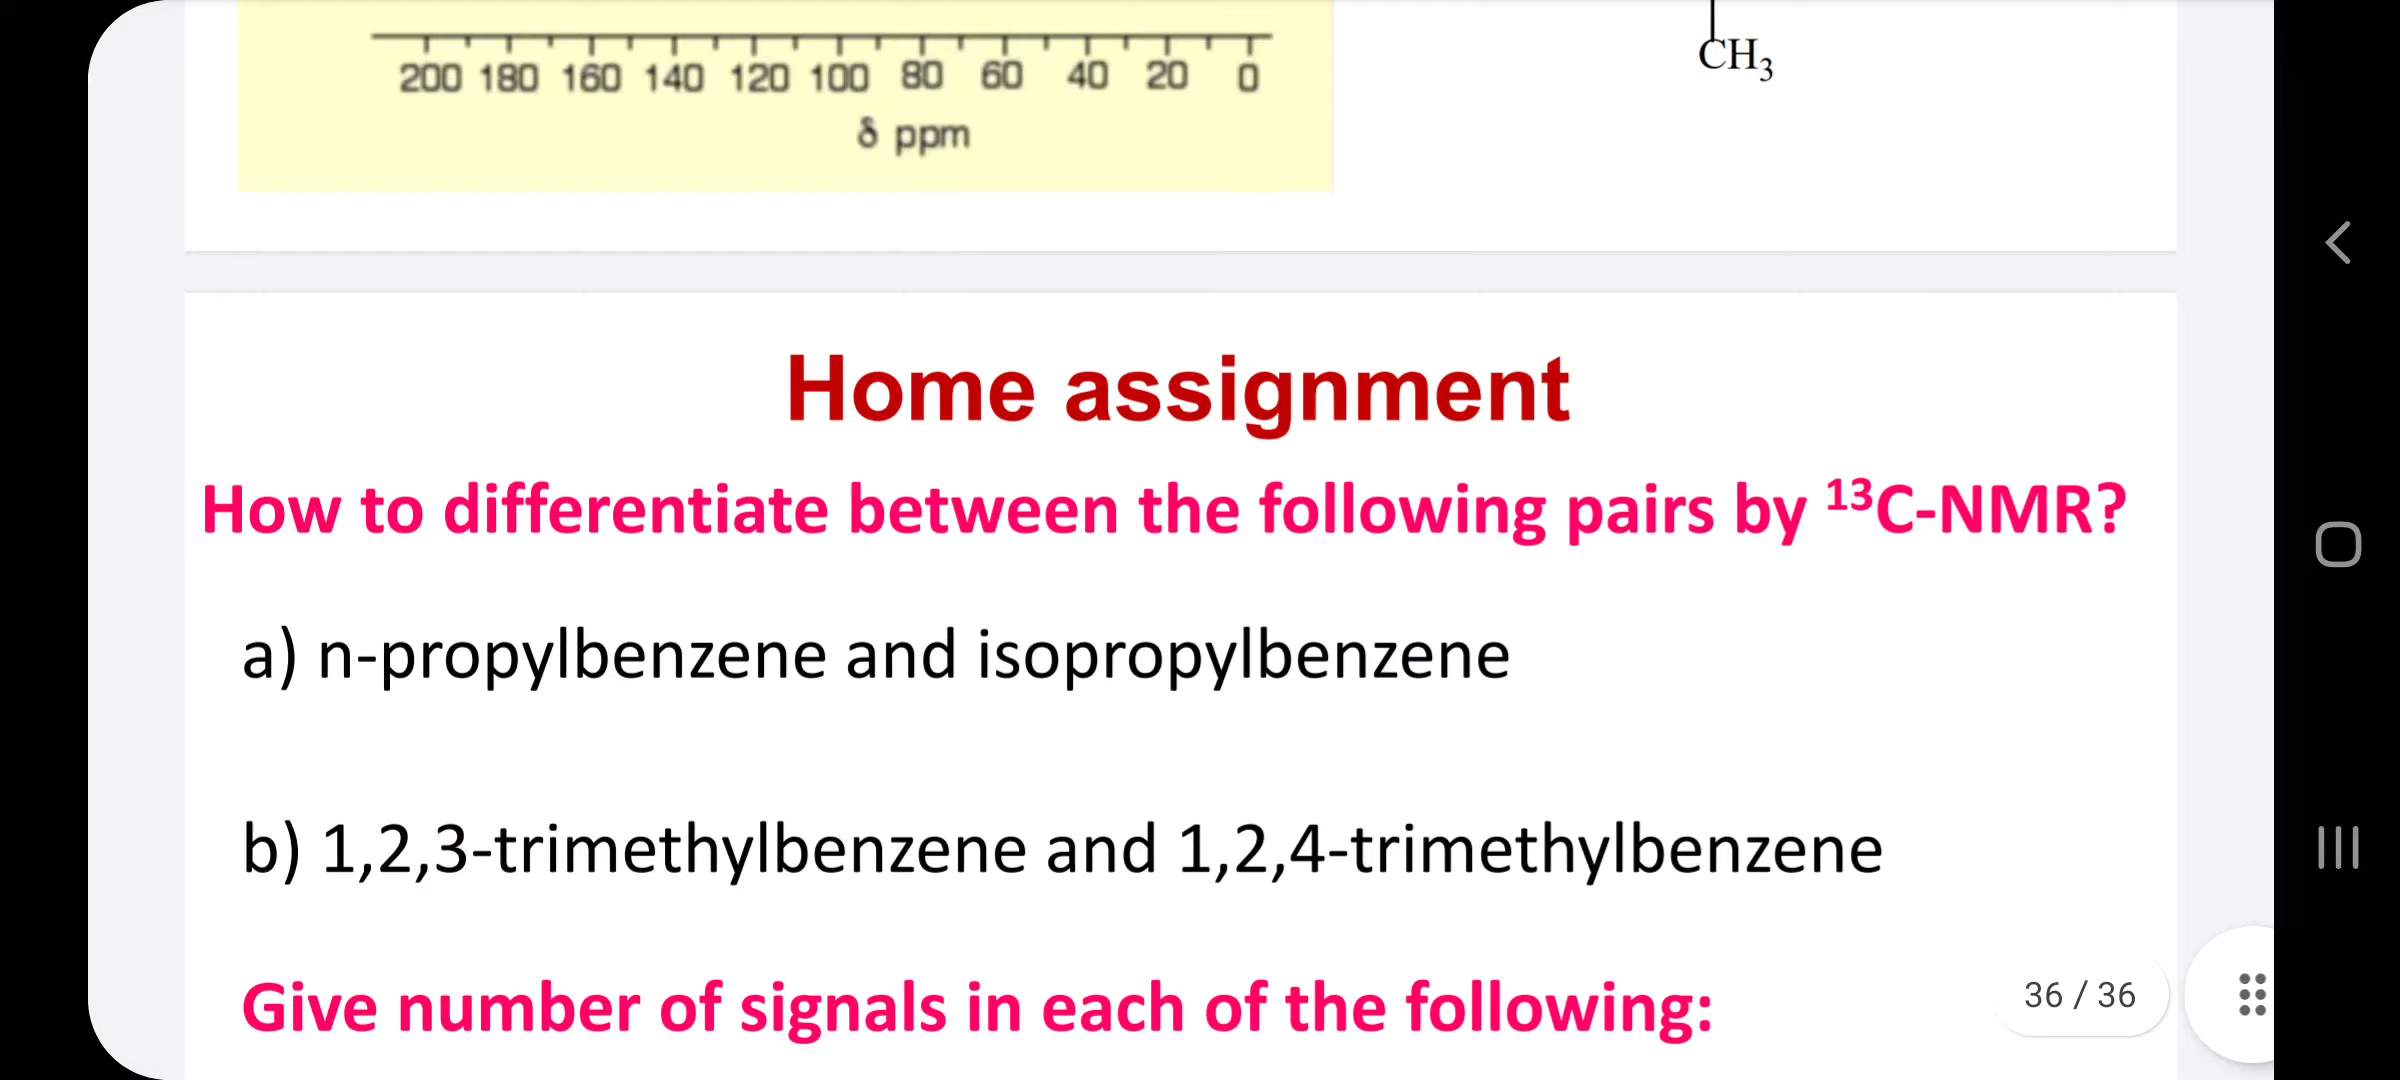 CH₃
200 180 160 140 120 100 80 60 40 20 0
δ ppm
Home assignment
How to differentiate between the following pairs by ¹³C-NMR?
a) n-propylbenzene and isopropylbenzene
b) 1,2,3-trimethylbenzene and 1,2,4-trimethylbenzene
Give number of signals in each of the following:
36 / 36